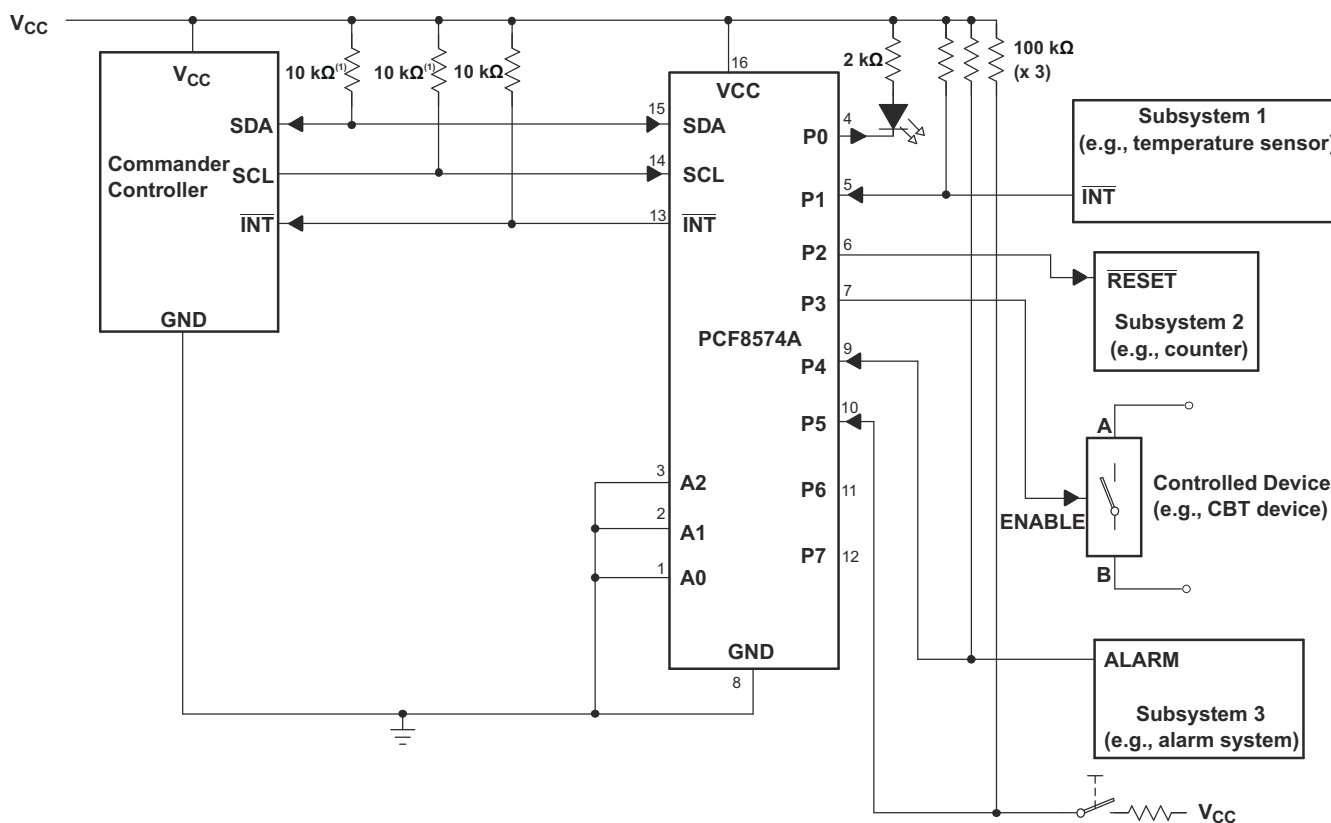 VCC
VCC
10 kΩ(1)
10 kΩ(1)
10 kΩ
SDA
Commander
Controller
SCL
INT
GND
16
VCC
15
SDA
14
SCL
13
INT
PCF8574A
3
A2
2
A1
1
A0
GND
8
4
P0
5
P1
6
P2
7
P3
9
P4
10
P5
P6
11
P7
12
2 kΩ
100 kΩ
(x 3)
Subsystem 1
(e.g., temperature sensor)
INT
RESET
Subsystem 2
(e.g., counter)
A
Controlled Device
(e.g., CBT device)
ENABLE
B
ALARM
Subsystem 3
(e.g., alarm system)
VCC